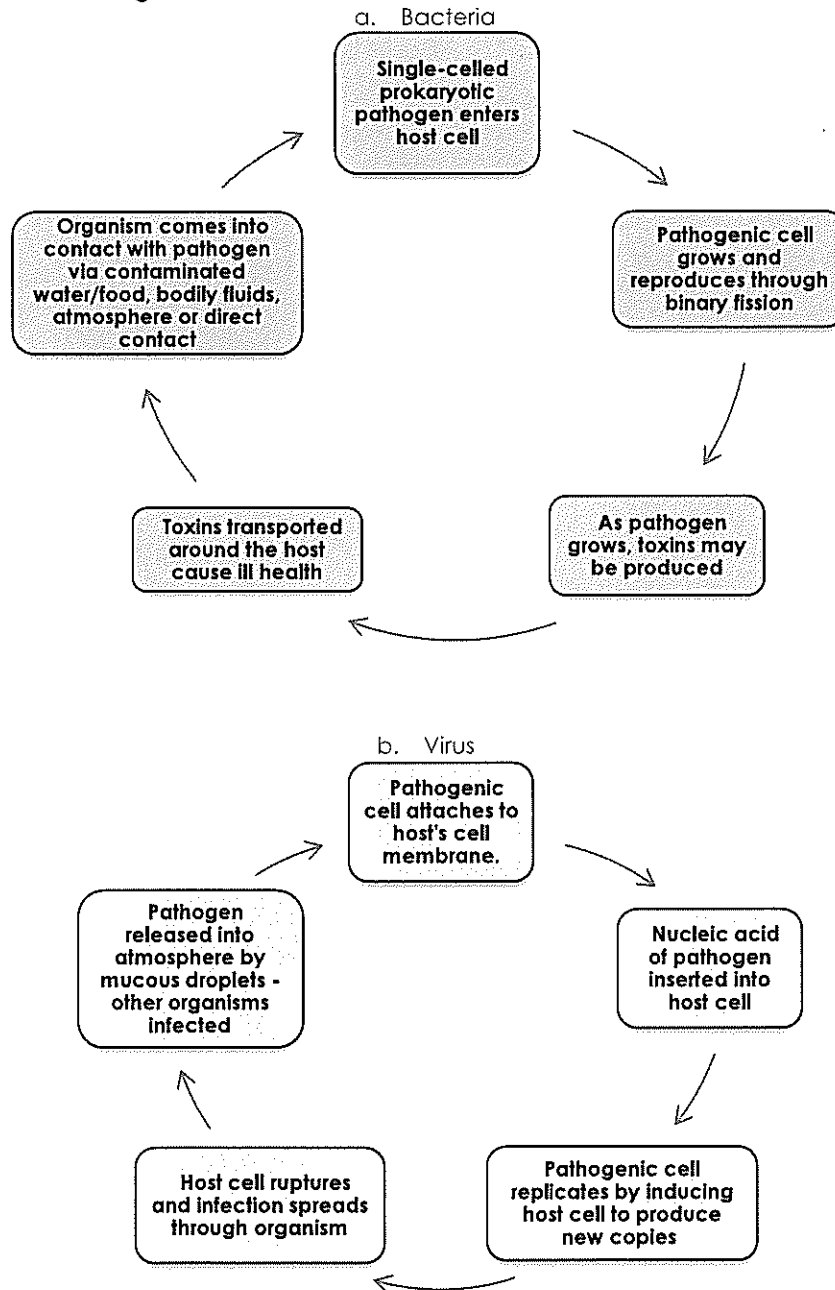 a. Bacteria
Single-celled
prokaryotic
pathogen enters
host cell
Pathogenic cell
grows and
reproduces through
binary fission
As pathogen
grows, toxins may
be produced
Toxins transported
around the host
cause ill health
Organism comes into
contact with pathogen
via contaminated
water/food, bodily fluids,
atmosphere or direct
contact
b. Virus
Pathogenic
cell attaches to
host's cell
membrane.
Nucleic acid
of pathogen
inserted into
host cell
Pathogenic cell
replicates by inducing
host cell to produce
new copies
Host cell ruptures
and infection spreads
through organism
Pathogen
released into
atmosphere by
mucous droplets -
other organisms
infected